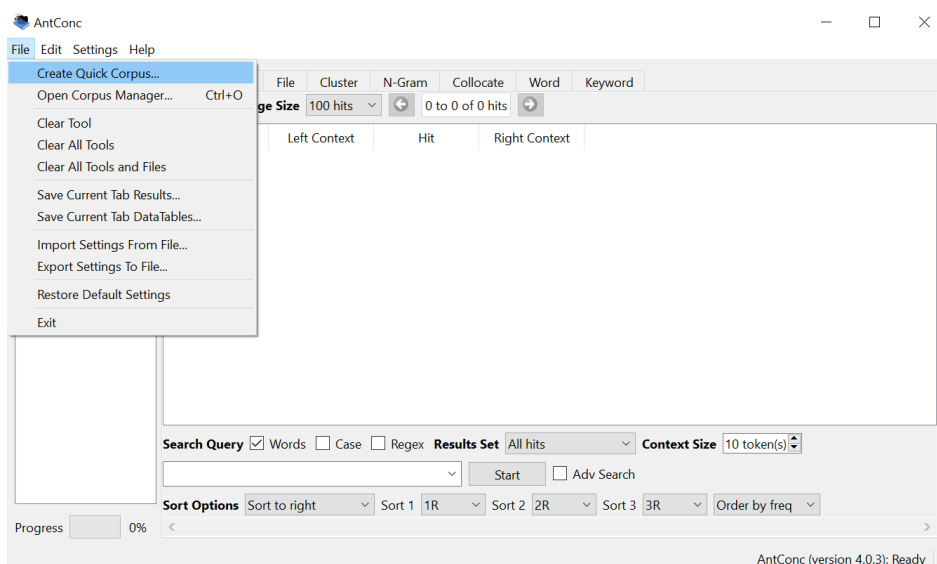 AntConc
File Edit Settings Help
Create Quick Corpus...
Open Corpus Manager... Ctrl+O
Clear Tool
Clear All Tools
Clear All Tools and Files
Save Current Tab Results...
Save Current Tab DataTables...
Import Settings From File...
Export Settings To File...
Restore Default Settings
Exit
File Cluster N-Gram Collocate Word Keyword
Size 100 hits 0 to 0 of 0 hits
Left Context Hit Right Context
Search Query Words Case Regex Results Set All hits Context Size 10 token(s)
Start Adv Search
Sort Options Sort to right Sort 1 1R Sort 2 2R Sort 3 3R Order by freq
Progress 0%
AntConc (version 4.0.3): Ready